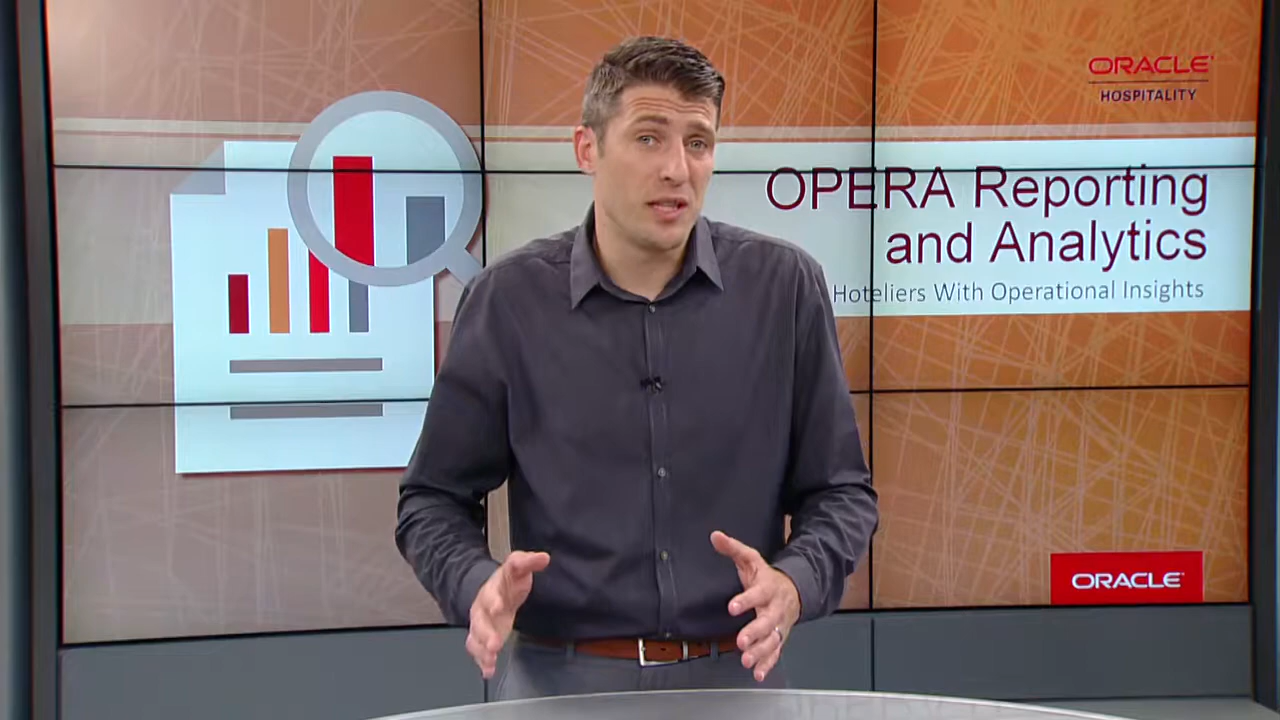 ORACLE
HOSPITALITY
OPERA Reporting
and Analytics
Hoteliers With Operational Insights
ORACLE